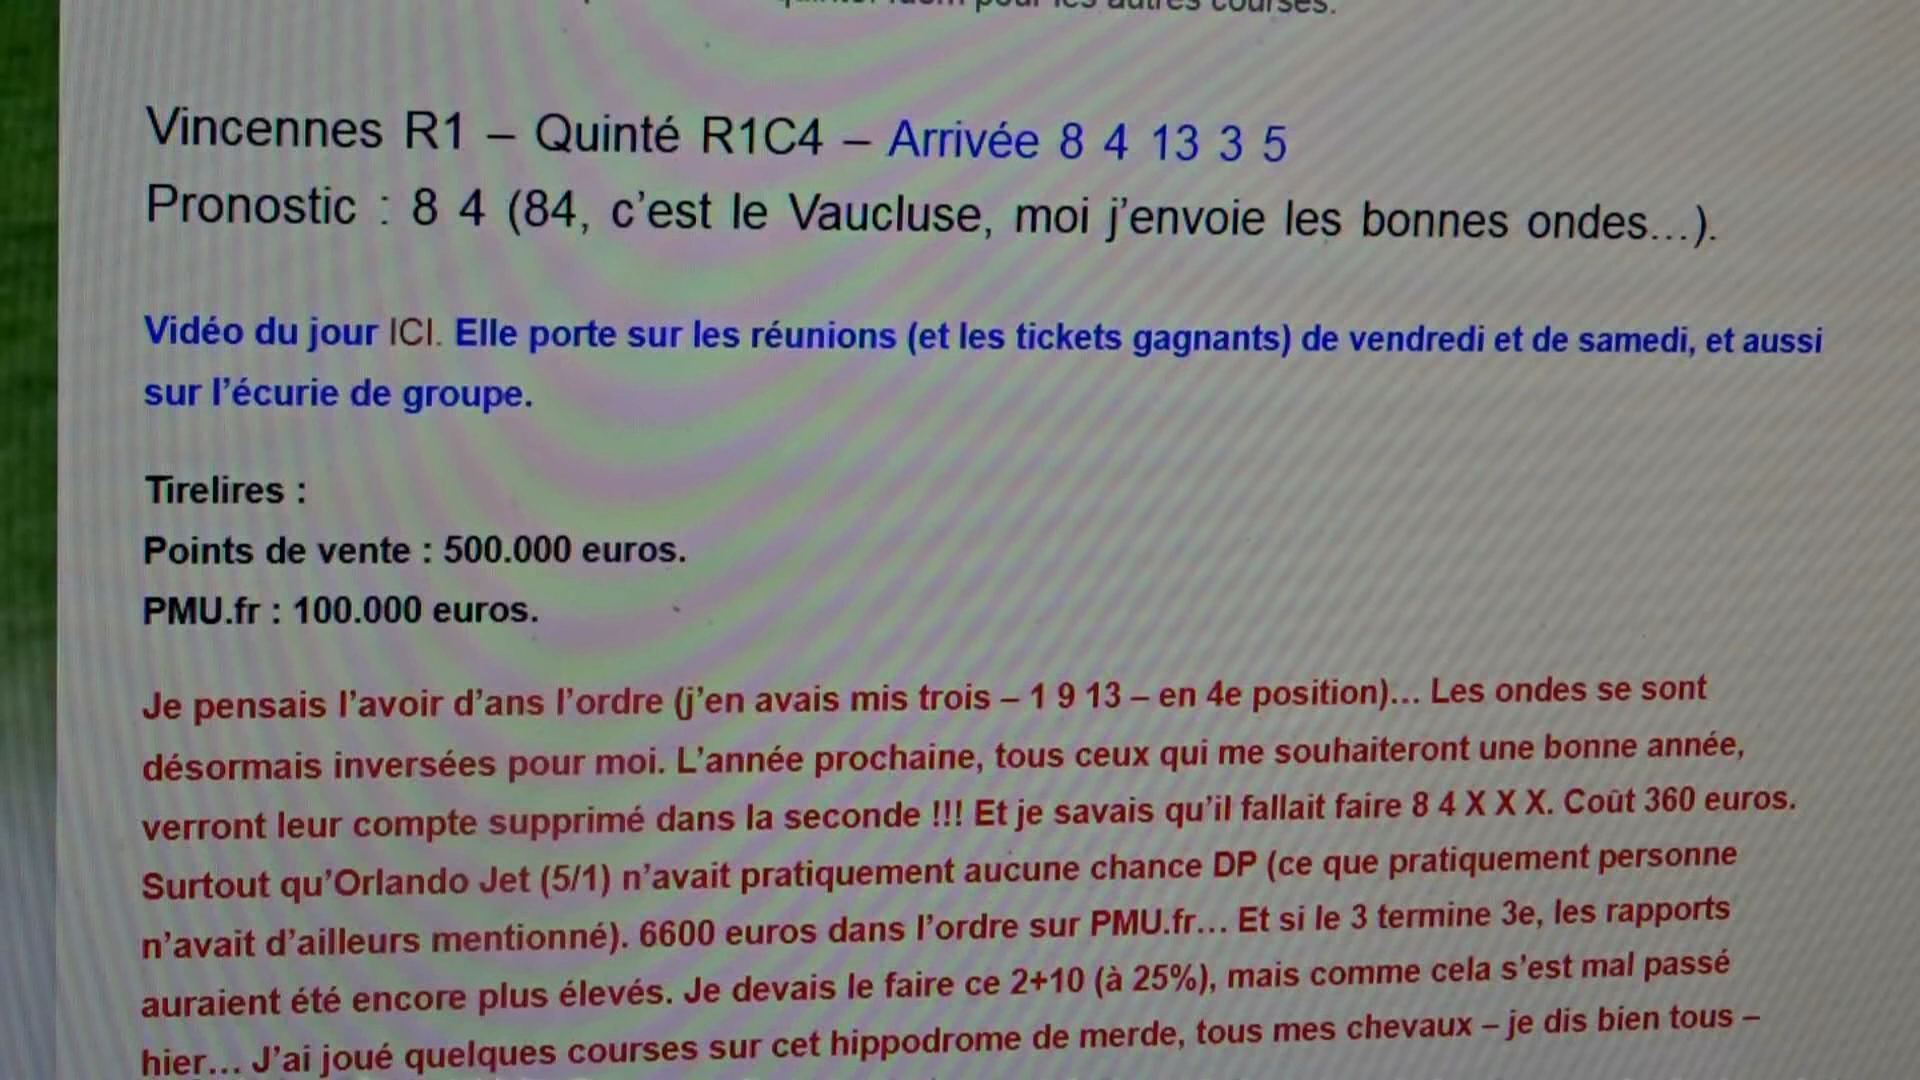 quinté. Idem pour les autres courses.
Vincennes R1 – Quinté R1C4 – Arrivée 8 4 13 3 5
Pronostic : 8 4 (84, c’est le Vaucluse, moi j’envoie les bonnes ondes...).
Vidéo du jour ICI. Elle porte sur les réunions (et les tickets gagnants) de vendredi et de samedi, et aussi
sur l’écurie de groupe.
Tirelires :
Points de vente : 500.000 euros.
PMU.fr : 100.000 euros.
Je pensais l’avoir d’ans l’ordre (j’en avais mis trois – 1 9 13 – en 4e position)... Les ondes se sont
désormais inversées pour moi. L’année prochaine, tous ceux qui me souhaiteront une bonne année,
verront leur compte supprimé dans la seconde !!! Et je savais qu’il fallait faire 8 4 X X X. Coût 360 euros.
Surtout qu’Orlando Jet (5/1) n’avait pratiquement aucune chance DP (ce que pratiquement personne
n’avait d’ailleurs mentionné). 6600 euros dans l’ordre sur PMU.fr... Et si le 3 termine 3e, les rapports
auraient été encore plus élevés. Je devais le faire ce 2+10 (à 25%), mais comme cela s’est mal passé
hier... J’ai joué quelques courses sur cet hippodrome de merde, tous mes chevaux – je dis bien tous –